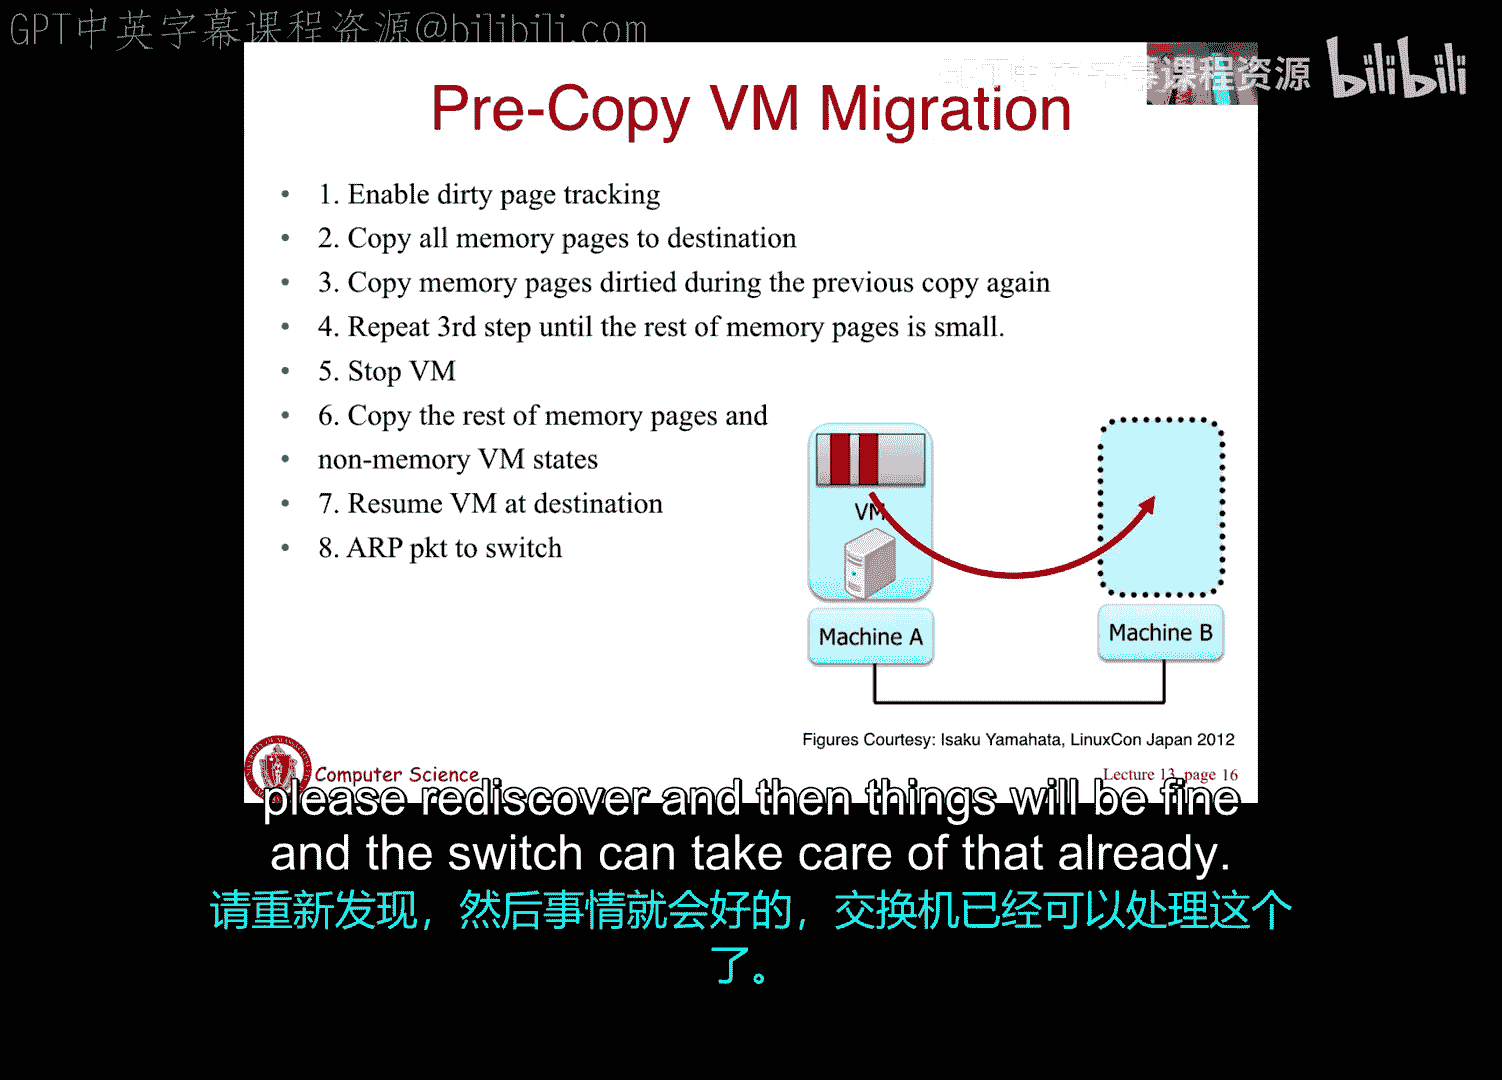 GPT中英字幕课程资源@bilibili.com
课程资源 bilibili
Pre-Copy VM Migration
• 1. Enable dirty page tracking
• 2. Copy all memory pages to destination
• 3. Copy memory pages dirtied during the previous copy again
• 4. Repeat 3rd step until the rest of memory pages is small.
• 5. Stop VM
• 6. Copy the rest of memory pages and
• non-memory VM states
• 7. Resume VM at destination
• 8. ARP pkt to switch
VM
Machine A
Machine B
Figures Courtesy: Isaku Yamahata, LinuxCon Japan 2012
Computer Science
Lecture 13, page 16
please rediscover and then things will be fine
and the switch can take care of that already.
请重新发现，然后事情就会好的，交换机已经可以处理这个
了。